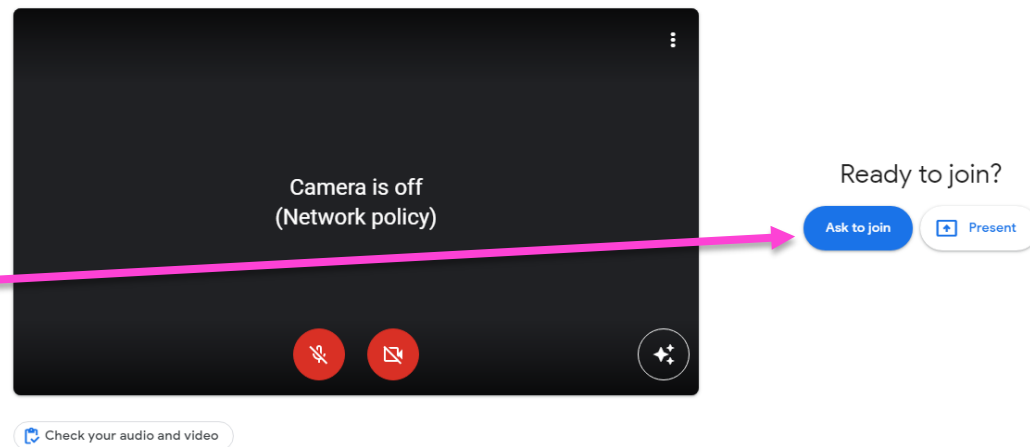 Camera is off
(Network policy)
Ready to join?
Ask to join
Present
Check your audio and video